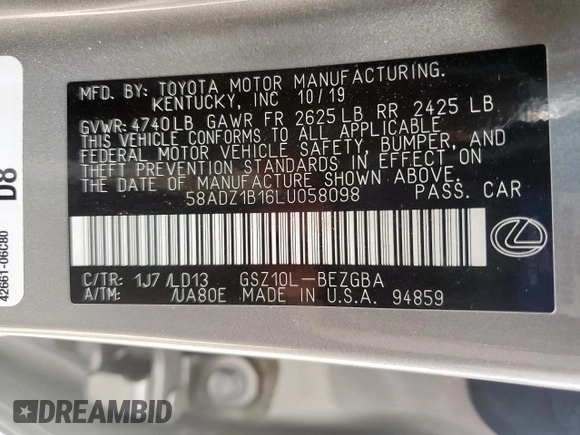 MFD. BY: TOYOTA MOTOR MANUFACTURING.
KENTUCKY, INC 10/19
GVWR: 4740LB GAWR FR 2625 LB RR 2425 LB
THIS VEHICLE CONFORMS TO ALL APPLICABLE
FEDERAL MOTOR VEHICLE SAFETY, BUMPER, AND
THEFT PREVENTION STANDARDS IN EFFECT ON
THE DATE OF MANUFACTURE SHOWN ABOVE.
58ADZ1B16LU058098 PASS. CAR
C/TR: 1J7 /LD13 GSZ10L-BEZGBA
A/TM: /UA80E MADE IN U.S.A. 94859
42661-06C80
D8
DREAMBID